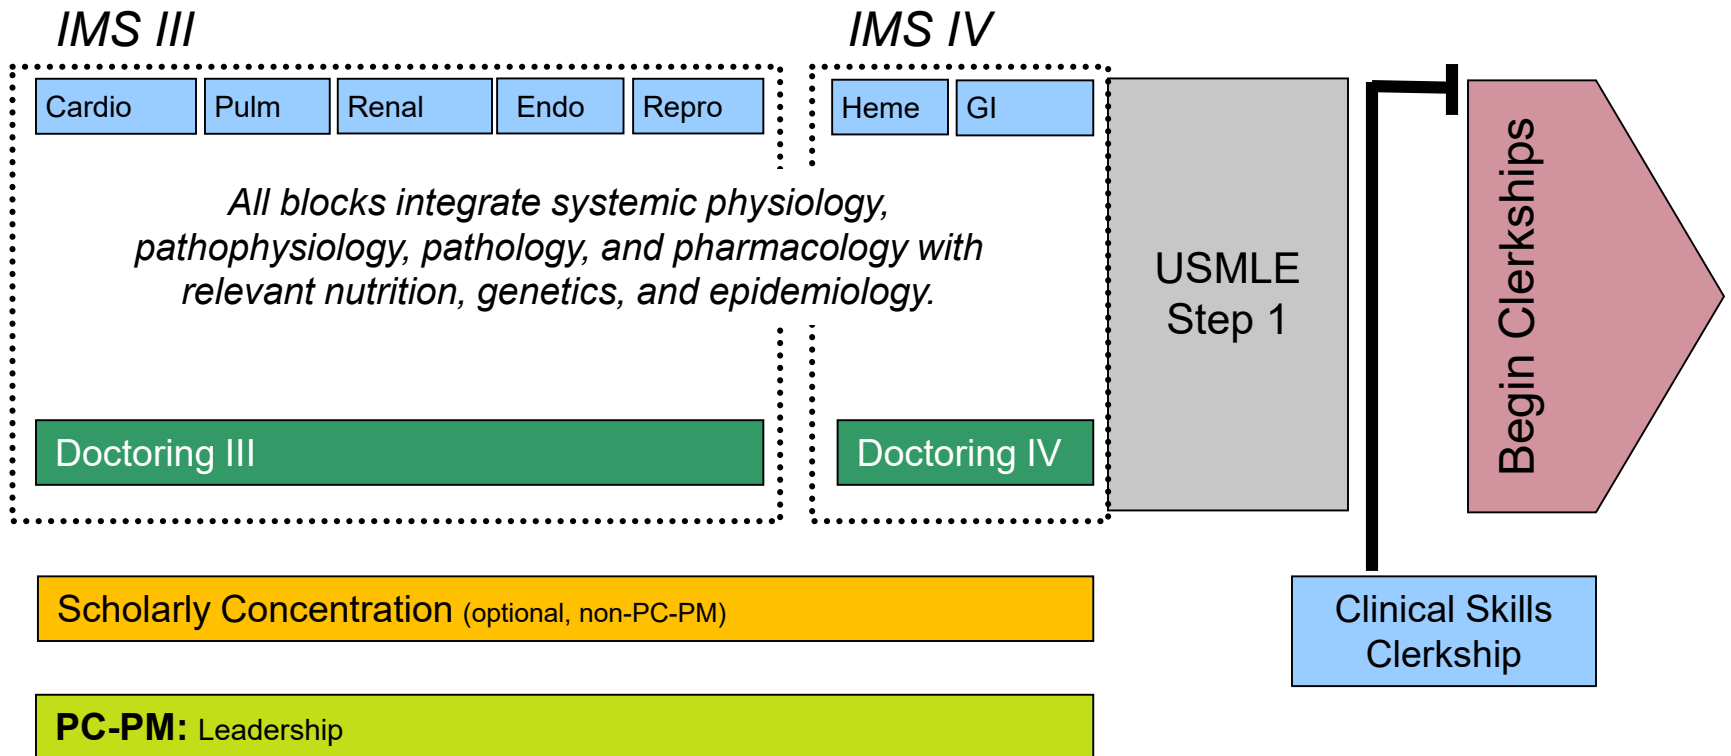 IMS III
IMS IV
Cardio
Pulm
Renal
Endo
Repro
Heme
GI
All blocks integrate systemic physiology,
pathophysiology, pathology, and pharmacology with
relevant nutrition, genetics, and epidemiology.
USMLE
Step 1
Begin Clerkships
Doctoring III
Doctoring IV
Scholarly Concentration (optional, non-PC-PM)
Clinical Skills
Clerkship
PC-PM: Leadership